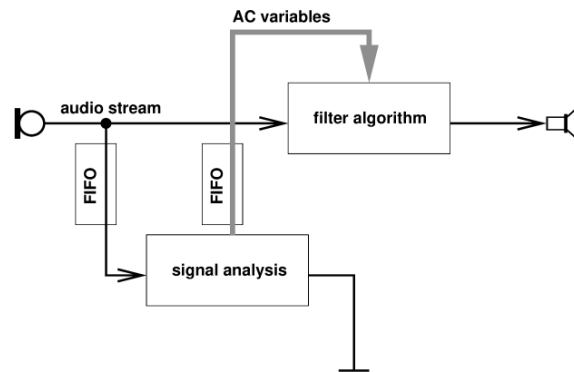 AC variables
audio stream
filter algorithm
FIFO
FIFO
signal analysis